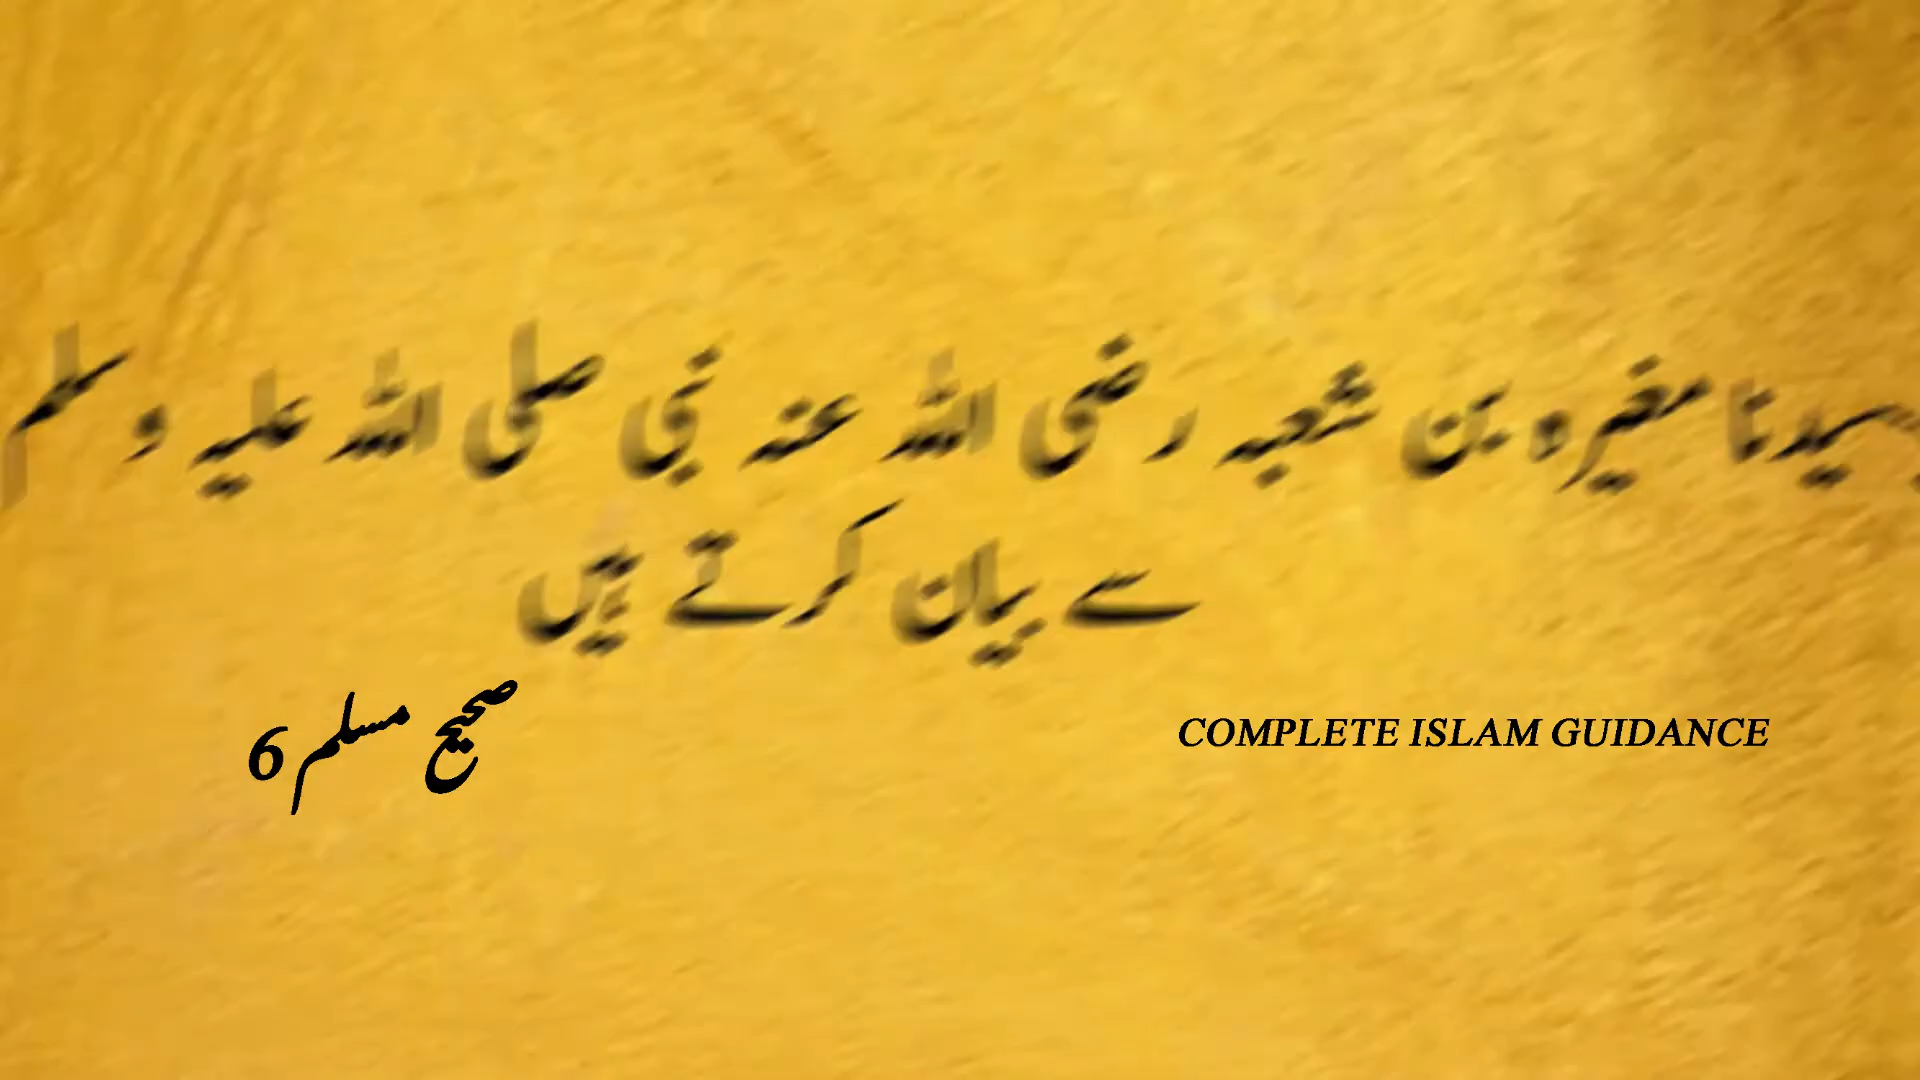 سیدنا مغیرہ بن شعبہ رضی اللہ عنہ نبی صلی اللہ علیہ وسلم
سے بیان کرتے ہیں
صحیح مسلم 6
COMPLETE ISLAM GUIDANCE